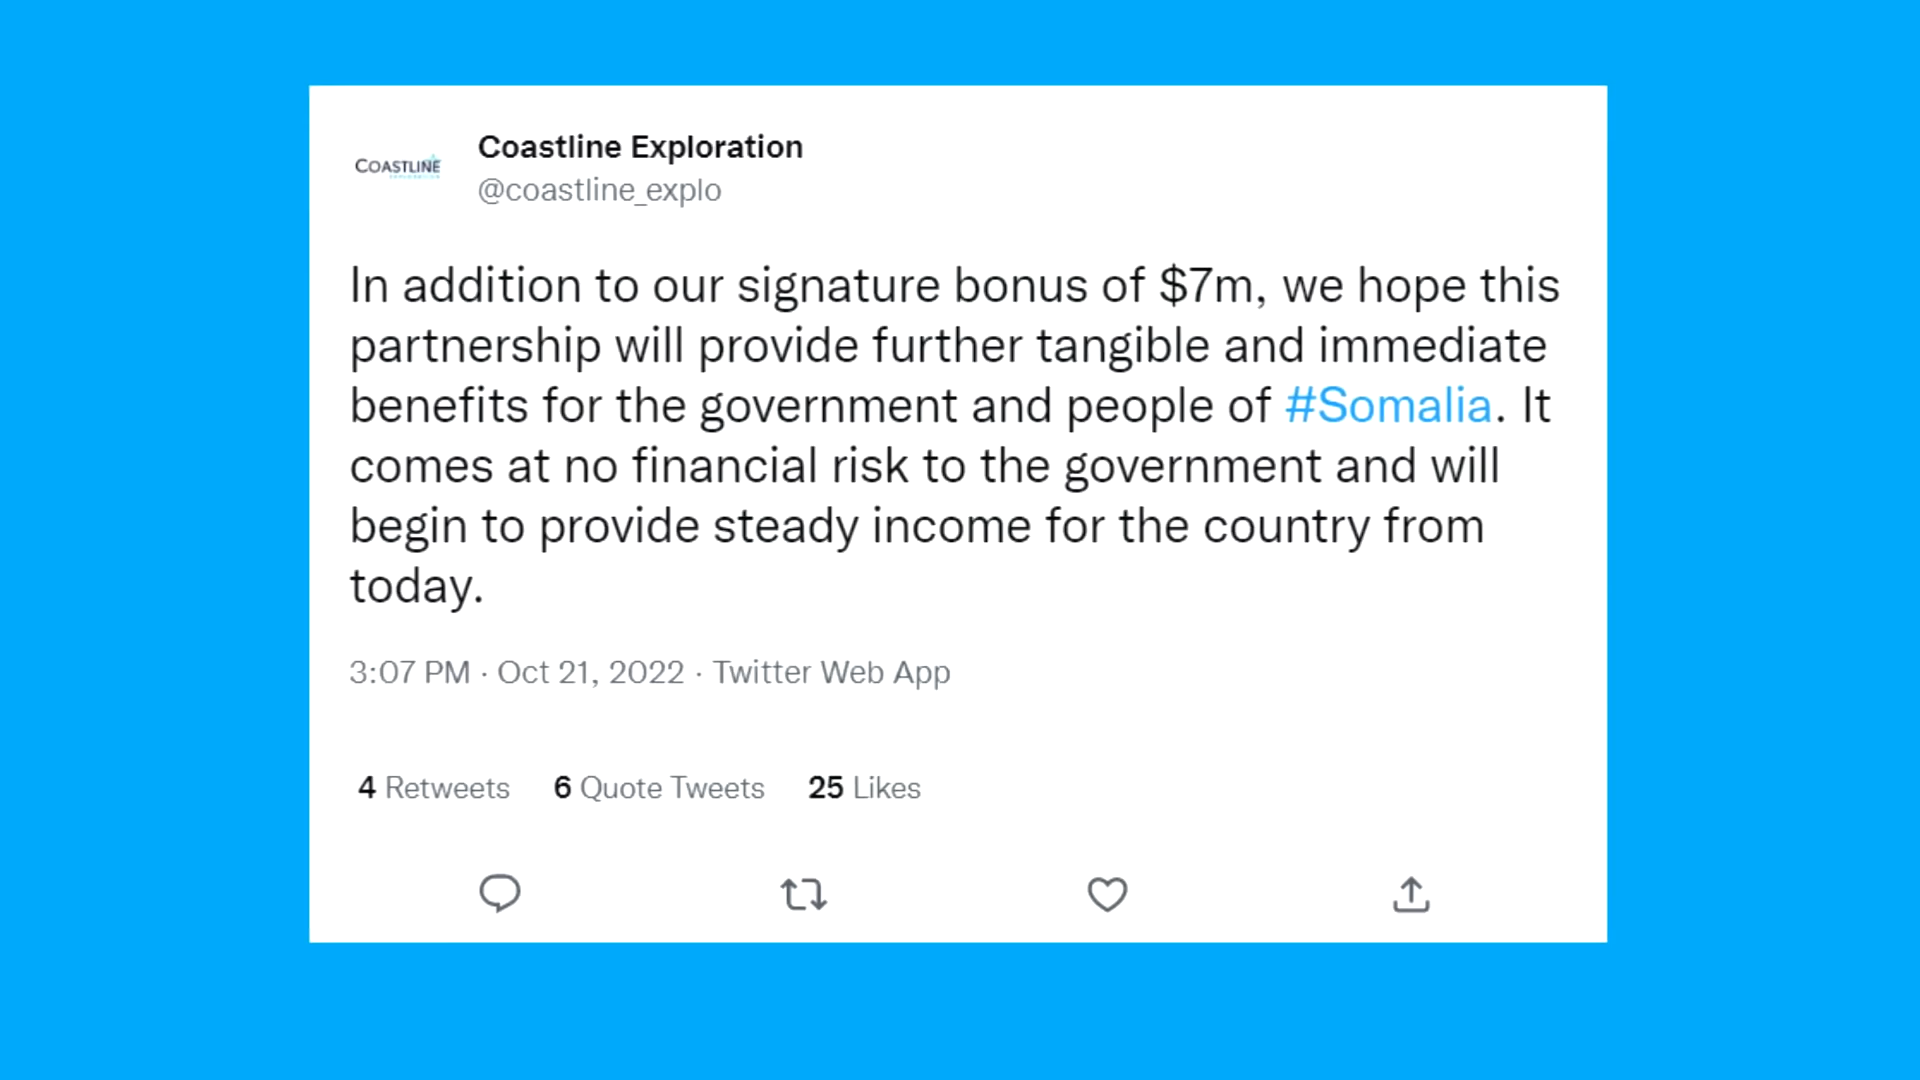 COASTLINE
Coastline Exploration
@coastline_explo
In addition to our signature bonus of $7m, we hope this
partnership will provide further tangible and immediate
benefits for the government and people of #Somalia. It
comes at no financial risk to the government and will
begin to provide steady income for the country from
today.
3:07 PM · Oct 21, 2022 · Twitter Web App
4 Retweets 6 Quote Tweets 25 Likes